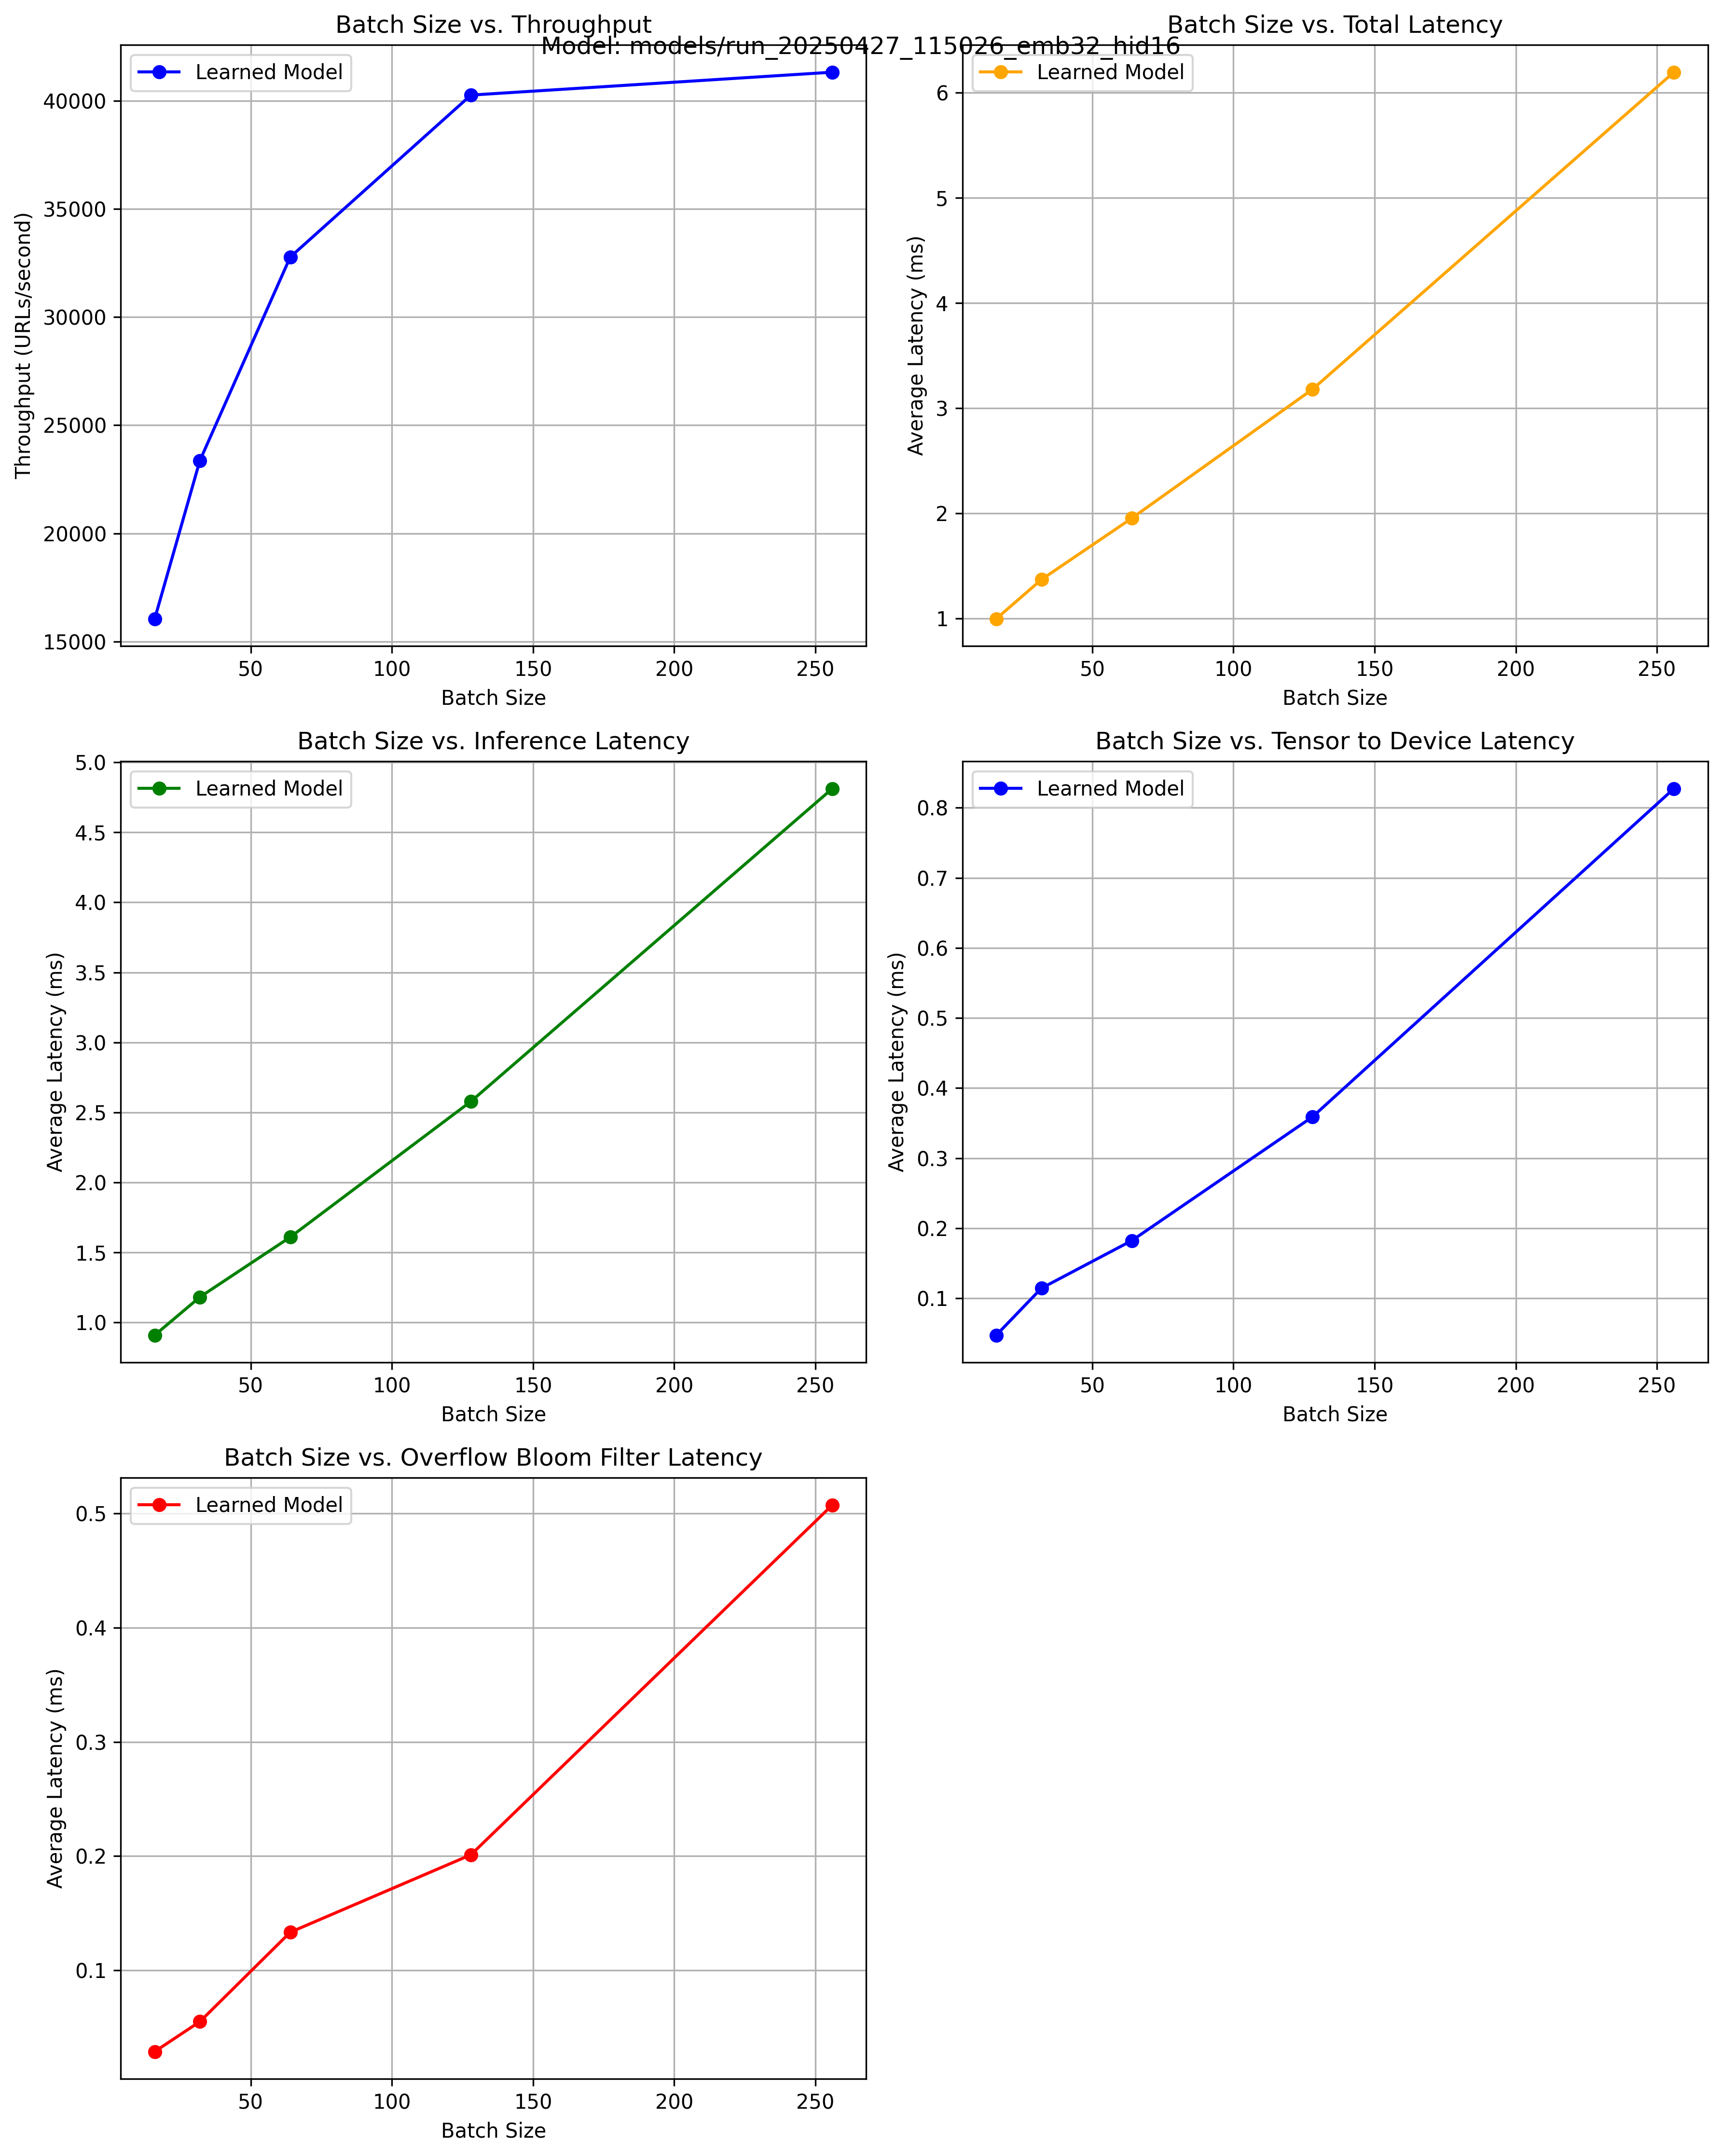 Batch Size vs. Throughput
Batch Size vs. Total Latency
Model: models/run_20250427_115026_emb32_hid16
Learned Model
40000
35000
30000
25000
20000
15000
Throughput (URLs/second)
50 100 150 200 250
Batch Size
Learned Model
6
5
4
3
2
1
Average Latency (ms)
50 100 150 200 250
Batch Size
Batch Size vs. Inference Latency
Learned Model
5.0
4.5
4.0
3.5
3.0
2.5
2.0
1.5
1.0
Average Latency (ms)
50 100 150 200 250
Batch Size
Batch Size vs. Tensor to Device Latency
Learned Model
0.8
0.7
0.6
0.5
0.4
0.3
0.2
0.1
Average Latency (ms)
50 100 150 200 250
Batch Size
Batch Size vs. Overflow Bloom Filter Latency
Learned Model
0.5
0.4
0.3
0.2
0.1
Average Latency (ms)
50 100 150 200 250
Batch Size